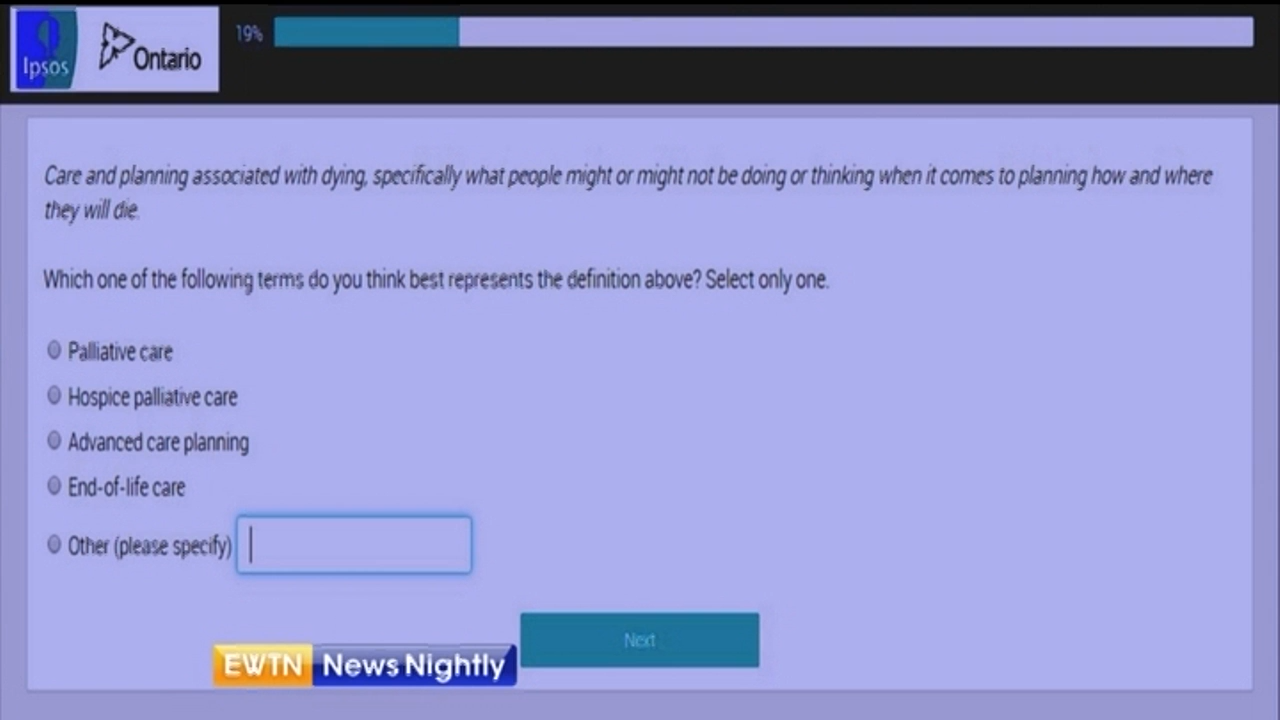 Ipsos
Ontario
19%
Care and planning associated with dying, specifically what people might or might not be doing or thinking when it comes to planning how and where
they will die.
Which one of the following terms do you think best represents the definition above? Select only one.
Palliative care
Hospice palliative care
Advanced care planning
End-of-life care
Other (please specify)
Next
EWTN News Nightly